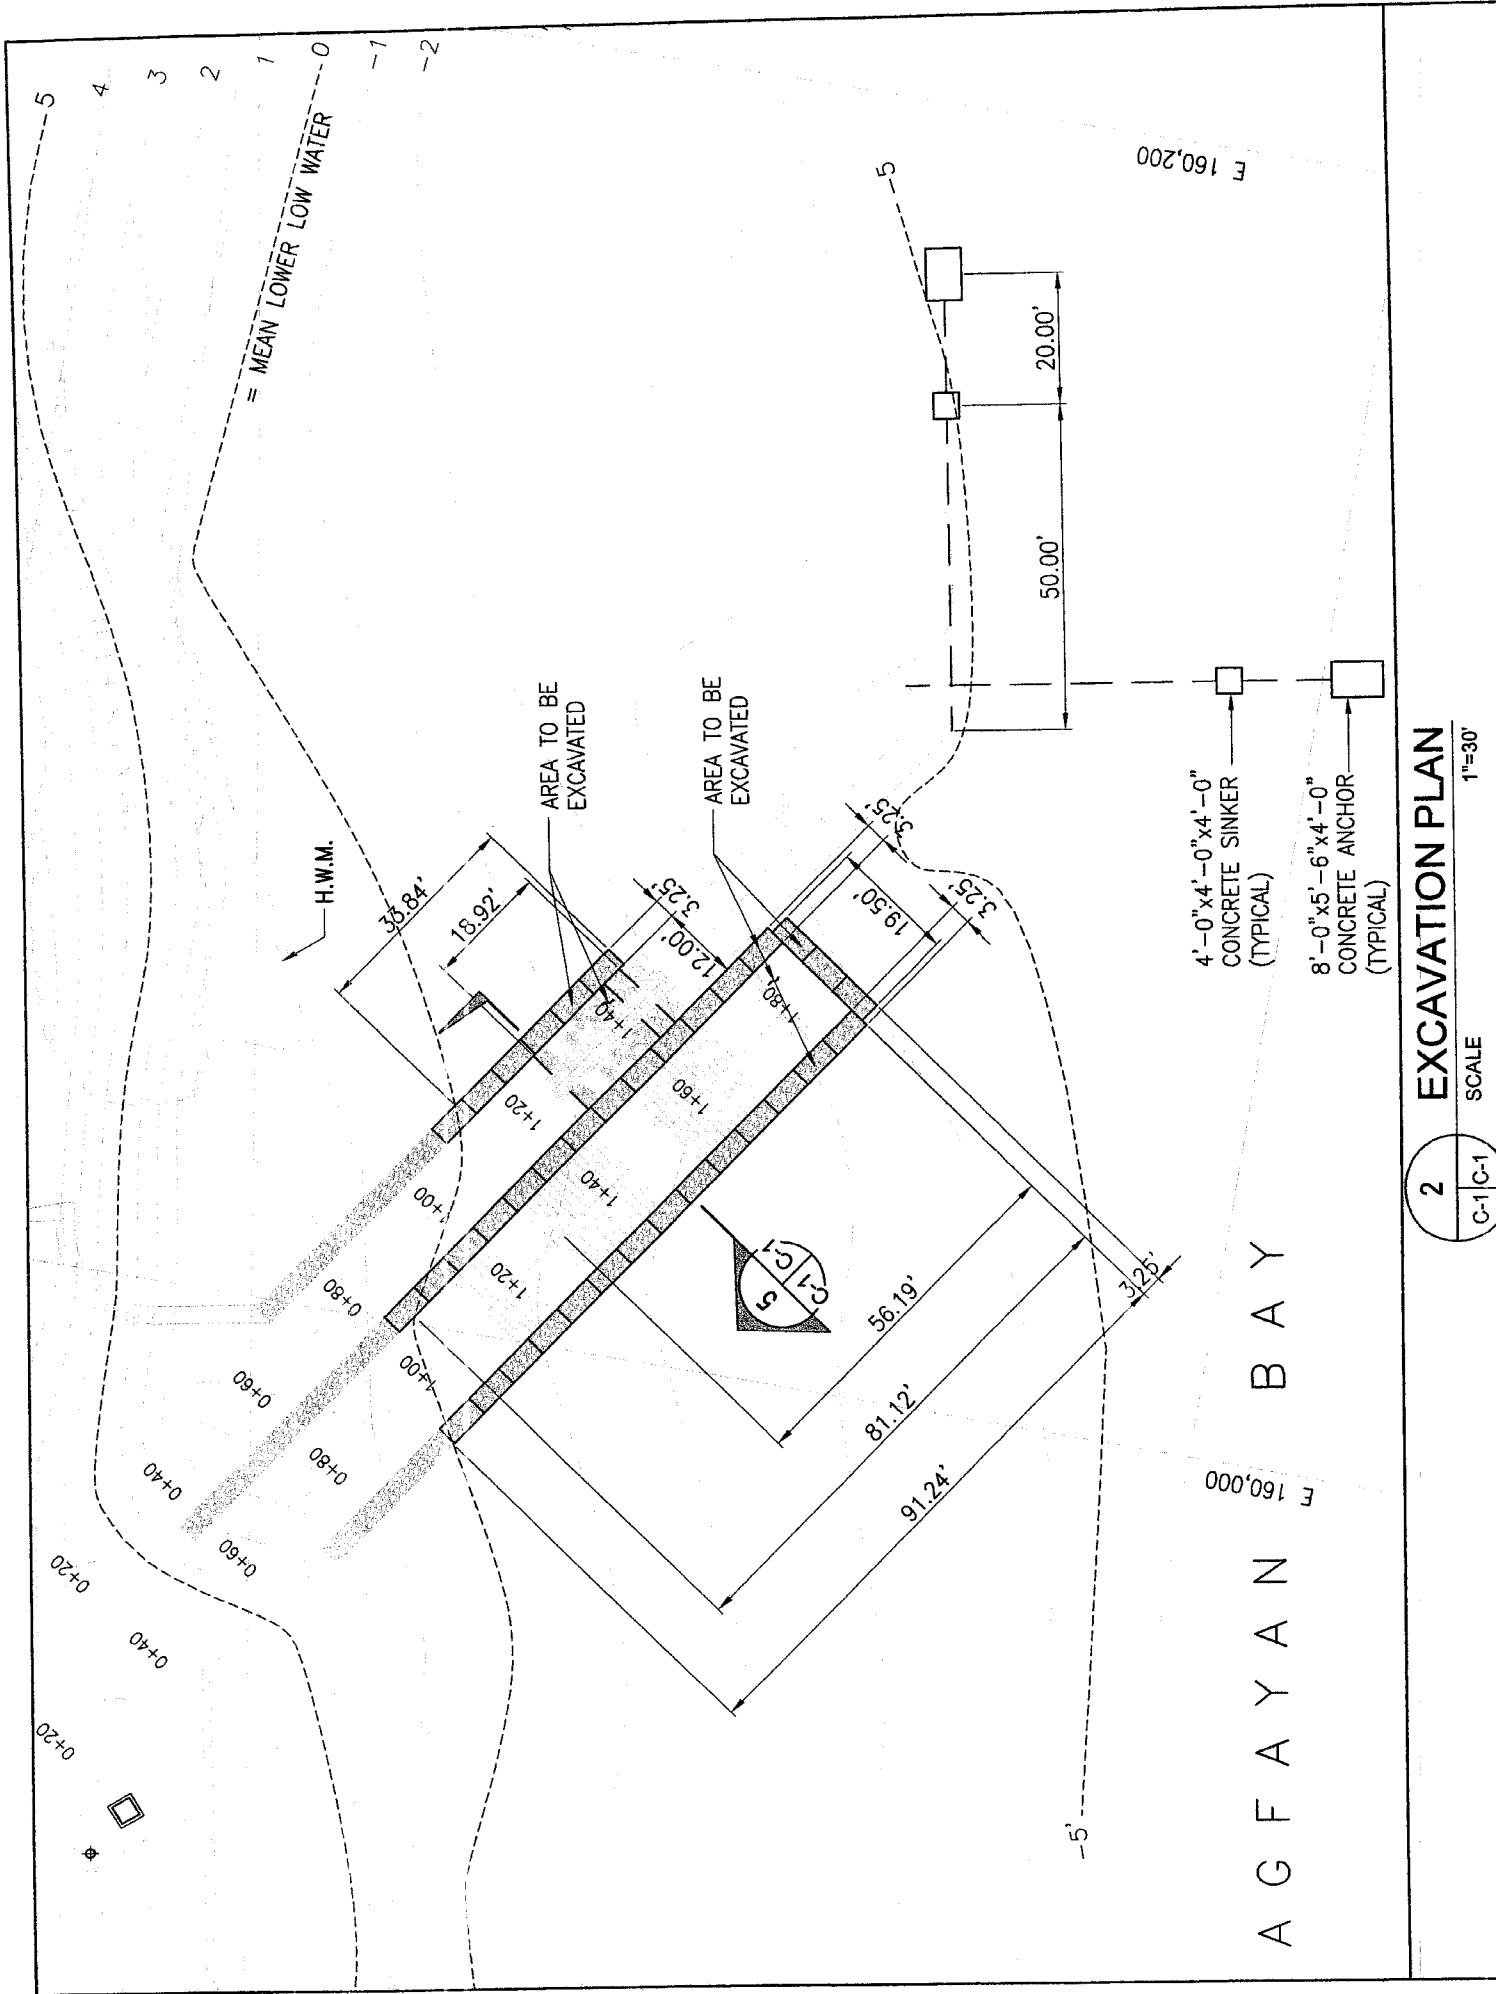 5
4
3
2
1
0
-1
-2
= MEAN LOWER LOW WATER
H.W.M.
-5
E 160,200
AREA TO BE
EXCAVATED
AREA TO BE
EXCAVATED
20.00'
50.00'
33.84'
18.92'
3.25'
12.00'
3.25'
19.50'
3.25'
0+20
0+40
0+60
0+80
1+00
1+20
1+40
0+20
0+40
0+60
0+80
1+00
1+20
1+40
1+60
1+80
5
C-1 C-1
56.19'
81.12'
91.24'
3.25'
4'-0"x4'-0"x4'-0"
CONCRETE SINKER
(TYPICAL)
8'-0"x5'-6"x4'-0"
CONCRETE ANCHOR
(TYPICAL)
E 160,000
-5'
AGFAYAN BAY
2
C-1 C-1
EXCAVATION PLAN
SCALE 1"=30'